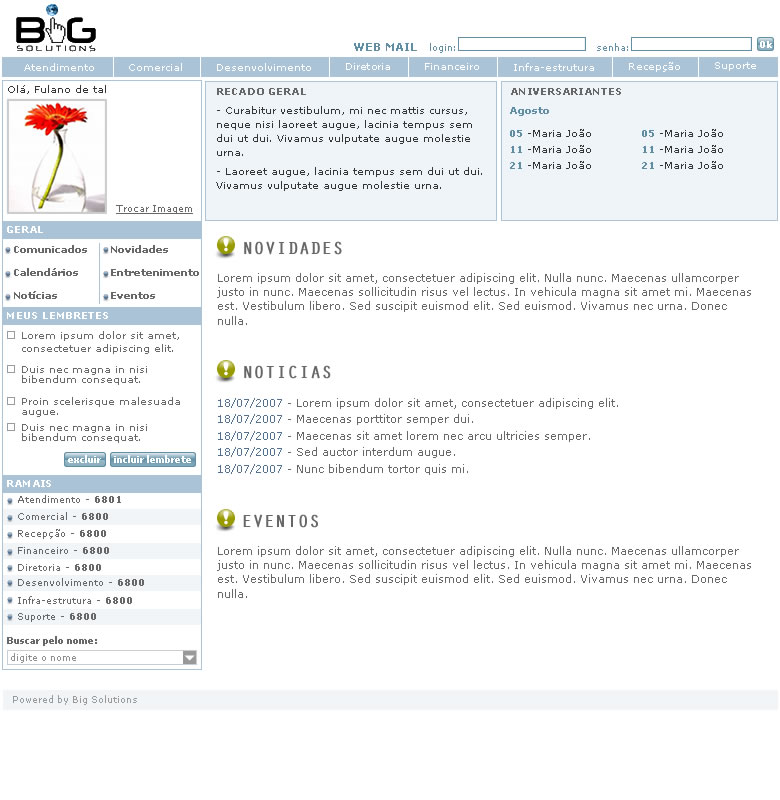 BIG
SOLUTIONS
WEB MAIL login: senha: Ok
Atendimento Comercial Desenvolvimento Diretoria Financeiro Infra-estrutura Recepção Suporte
Olá, Fulano de tal
Trocar Imagem
RECADO GERAL
- Curabitur vestibulum, mi nec mattis cursus,
neque nisi laoreet augue, lacinia tempus sem
dui ut dui. Vivamus vulputate augue molestie
urna.
- Laoreet augue, lacinia tempus sem dui ut dui.
Vivamus vulputate augue molestie urna.
ANIVERSARIANTES
Agosto
05 -Maria João 05 -Maria João
11 -Maria João 11 -Maria João
21 -Maria João 21 -Maria João
GERAL
Comunicados Novidades
Calendários Entretenimento
Notícias Eventos
MEUS LEMBRETES
Lorem ipsum dolor sit amet,
consectetuer adipiscing elit.
Duis nec magna in nisi
bibendum consequat.
Proin scelerisque malesuada
augue.
Duis nec magna in nisi
bibendum consequat.
excluir incluir lembrete
RAMAIS
Atendimento - 6801
Comercial - 6800
Recepção - 6800
Financeiro - 6800
Diretoria - 6800
Desenvolvimento - 6800
Infra-estrutura - 6800
Suporte - 6800
Buscar pelo nome:
digite o nome
NOVIDADES
Lorem ipsum dolor sit amet, consectetuer adipiscing elit. Nulla nunc. Maecenas ullamcorper
justo in nunc. Maecenas sollicitudin risus vel lectus. In vehicula magna sit amet mi. Maecenas
est. Vestibulum libero. Sed suscipit euismod elit. Sed euismod. Vivamus nec urna. Donec
nulla.
NOTICIAS
18/07/2007 - Lorem ipsum dolor sit amet, consectetuer adipiscing elit.
18/07/2007 - Maecenas porttitor semper dui.
18/07/2007 - Maecenas sit amet lorem nec arcu ultricies semper.
18/07/2007 - Sed auctor interdum augue.
18/07/2007 - Nunc bibendum tortor quis mi.
EVENTOS
Lorem ipsum dolor sit amet, consectetuer adipiscing elit. Nulla nunc. Maecenas ullamcorper
justo in nunc. Maecenas sollicitudin risus vel lectus. In vehicula magna sit amet mi. Maecenas
est. Vestibulum libero. Sed suscipit euismod elit. Sed euismod. Vivamus nec urna. Donec
nulla.
Powered by Big Solutions